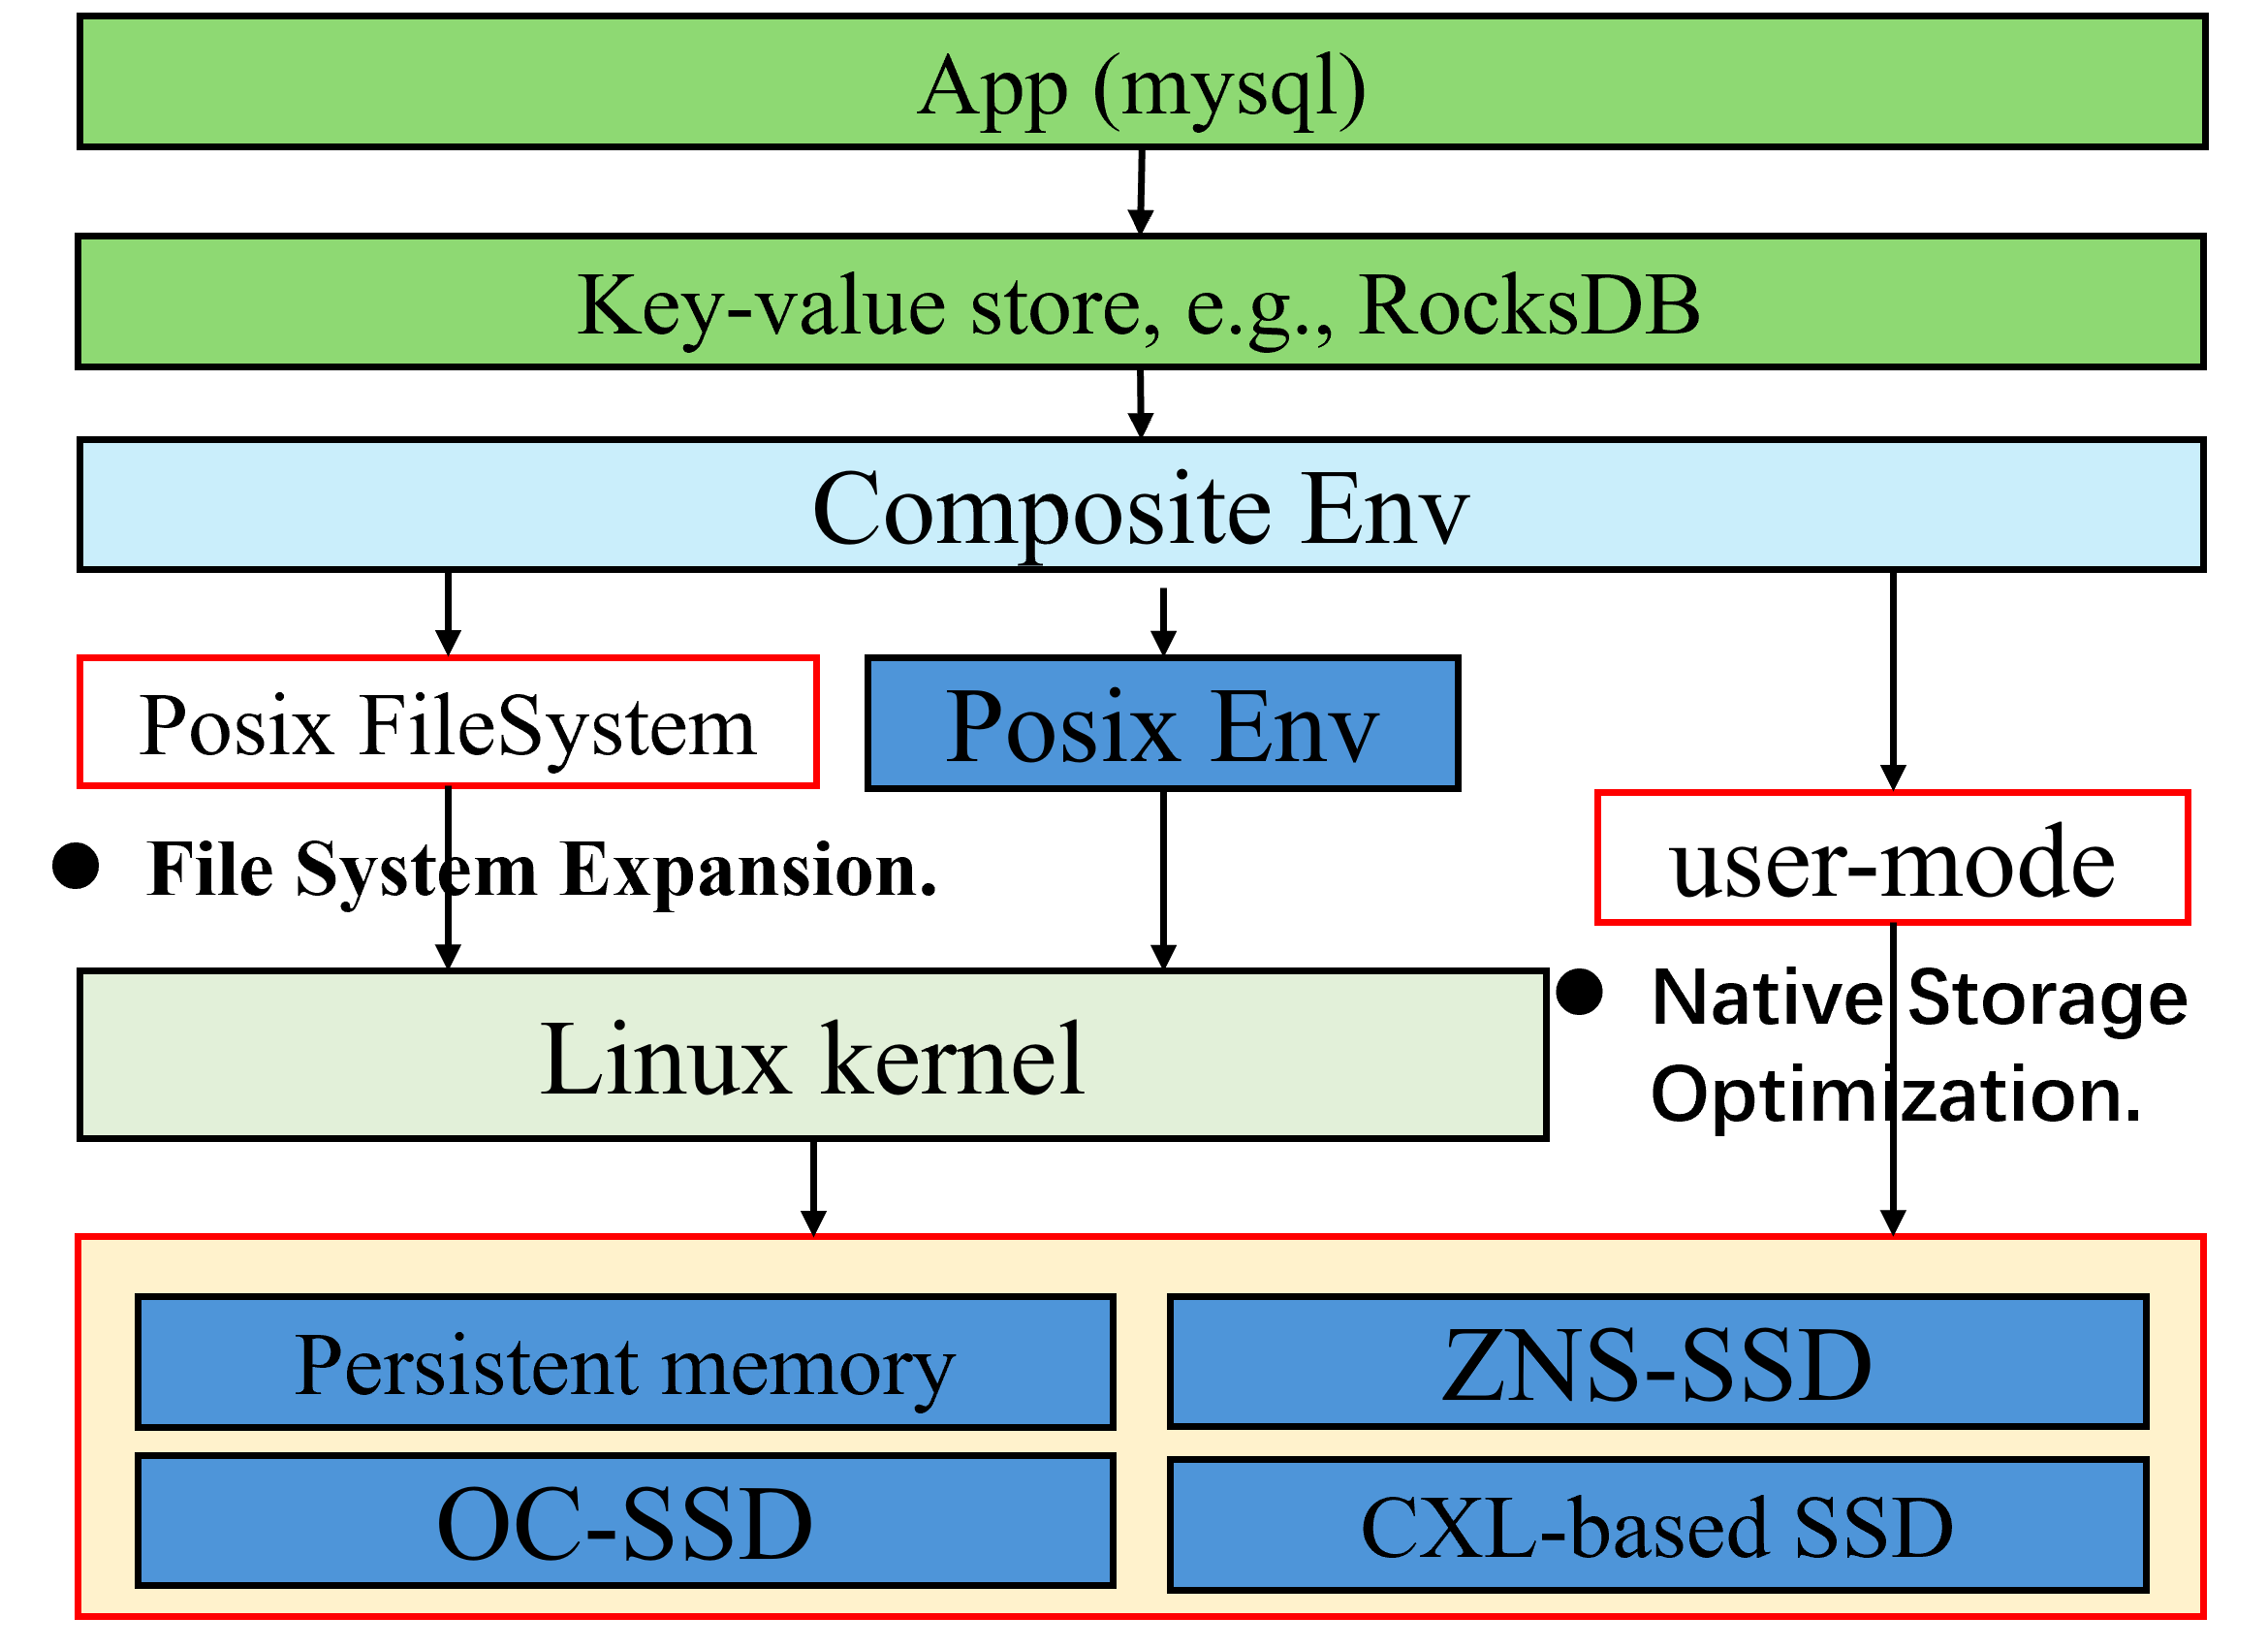 App (mysql)
Key-value store, e.g., RocksDB
Composite Env
Posix FileSystem
Posix Env
user-mode
● File System Expansion.
Linux kernel
● Native Storage
Optimization.
Persistent memory
ZNS-SSD
OC-SSD
CXL-based SSD